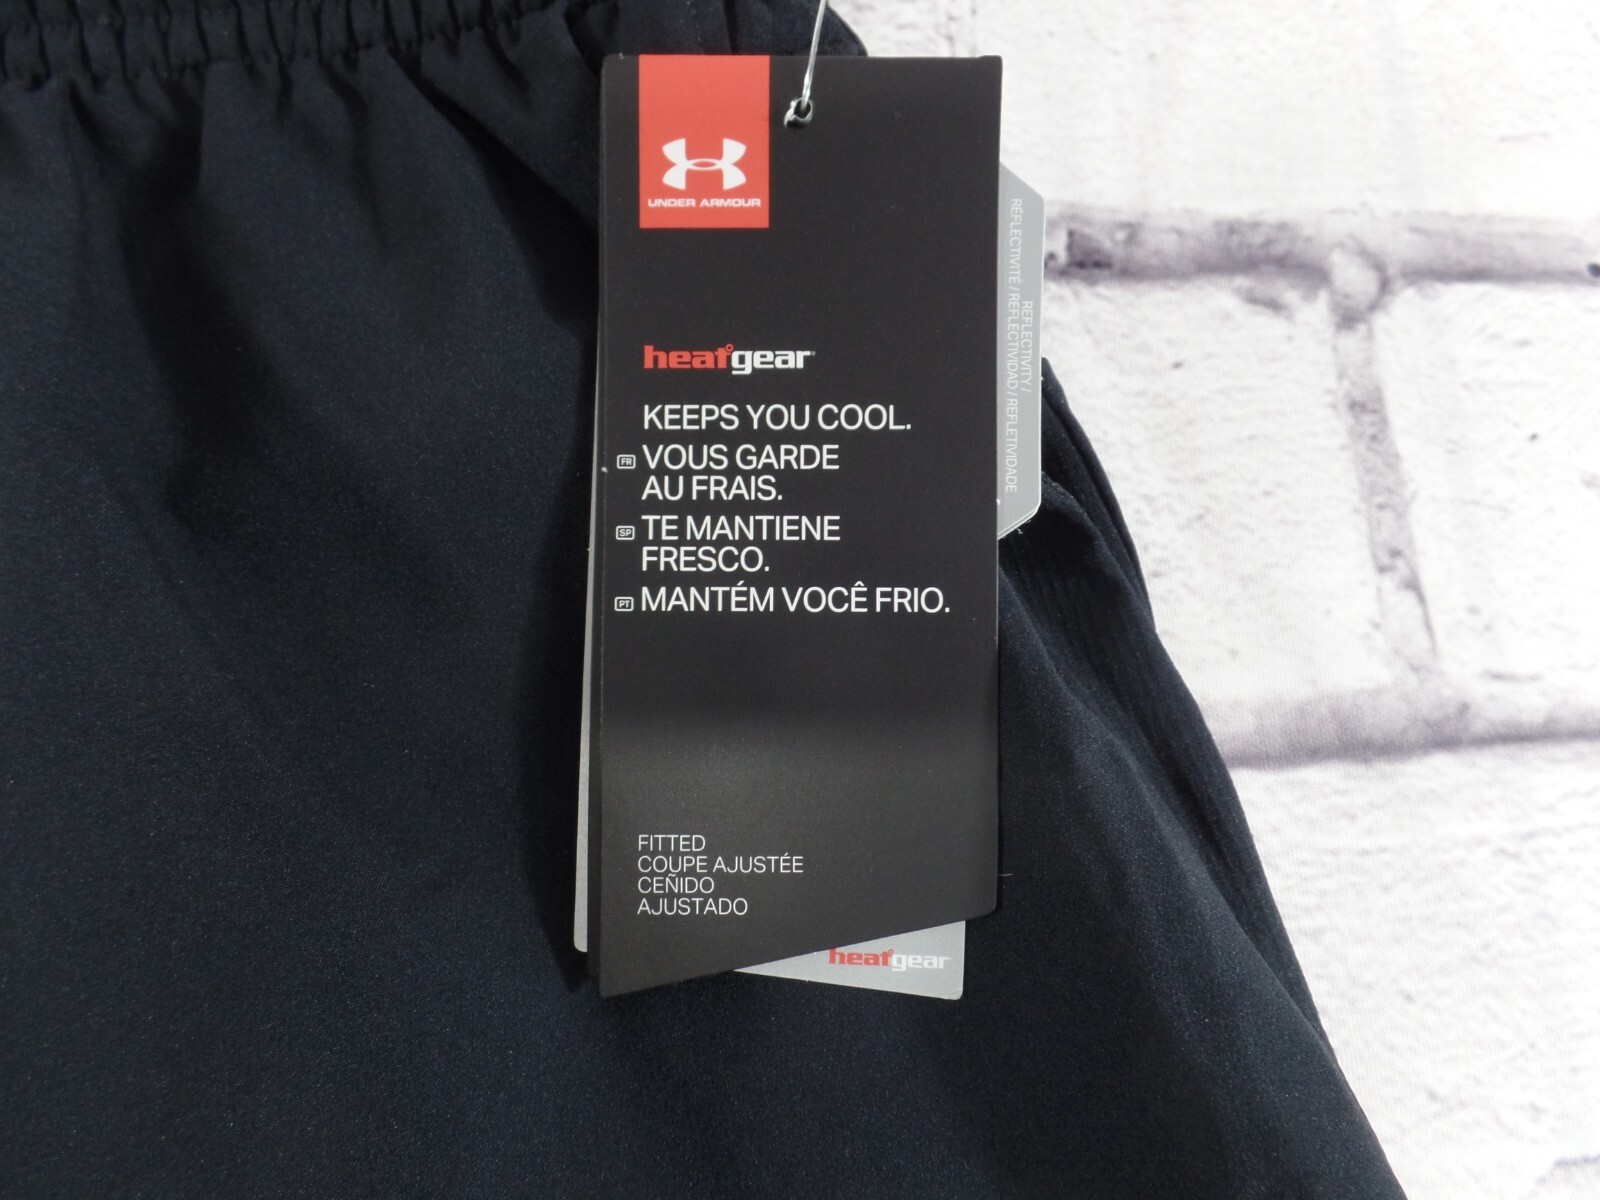 UNDER ARMOUR
heatgear
KEEPS YOU COOL.
FR VOUS GARDE
AU FRAIS.
SP TE MANTIENE
FRESCO.
PT MANTÉM VOCÊ FRIO.
FITTED
COUPE AJUSTÉE
CEÑIDO
AJUSTADO
REFLECTIVITY /
RÉFLECTIVITÉ / REFLECTIVIDAD / REFLETIVIDADE
heatgear